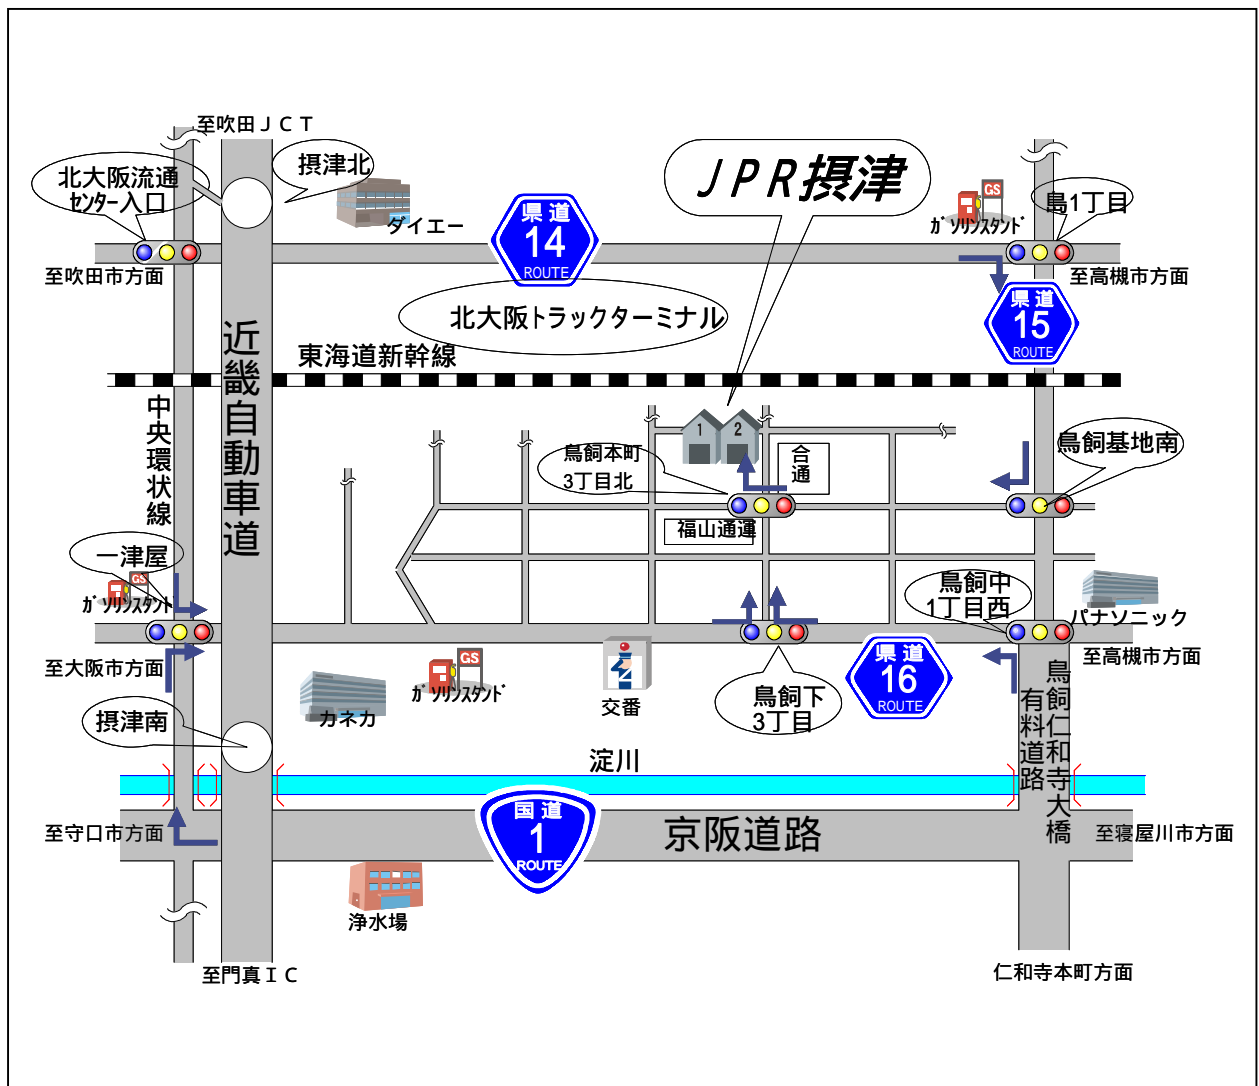 至吹田ＪＣＴ
摂津北
北大阪流通
センター入口
ＪＰＲ摂津
GS
ｶﾞｿﾘﾝｽﾀﾝﾄﾞ
島1丁目
ダイエー
県道
14
ROUTE
至吹田市方面
至高槻市方面
県道
15
ROUTE
北大阪トラックターミナル
東海道新幹線
近畿自動車道
中央環状線
1
2
鳥飼本町
3丁目北
合通
鳥飼基地南
福山通運
一津屋
GS
ｶﾞｿﾘﾝｽﾀﾝﾄﾞ
鳥飼中
1丁目西
パナソニック
至大阪市方面
至高槻市方面
GS
ｶﾞｿﾘﾝｽﾀﾝﾄﾞ
県道
16
ROUTE
カネカ
交番
鳥飼下
3丁目
摂津南
鳥飼仁和寺大橋
有料道路
淀川
国道
1
ROUTE
京阪道路
至守口市方面
至寝屋川市方面
浄水場
至門真ＩＣ
仁和寺本町方面